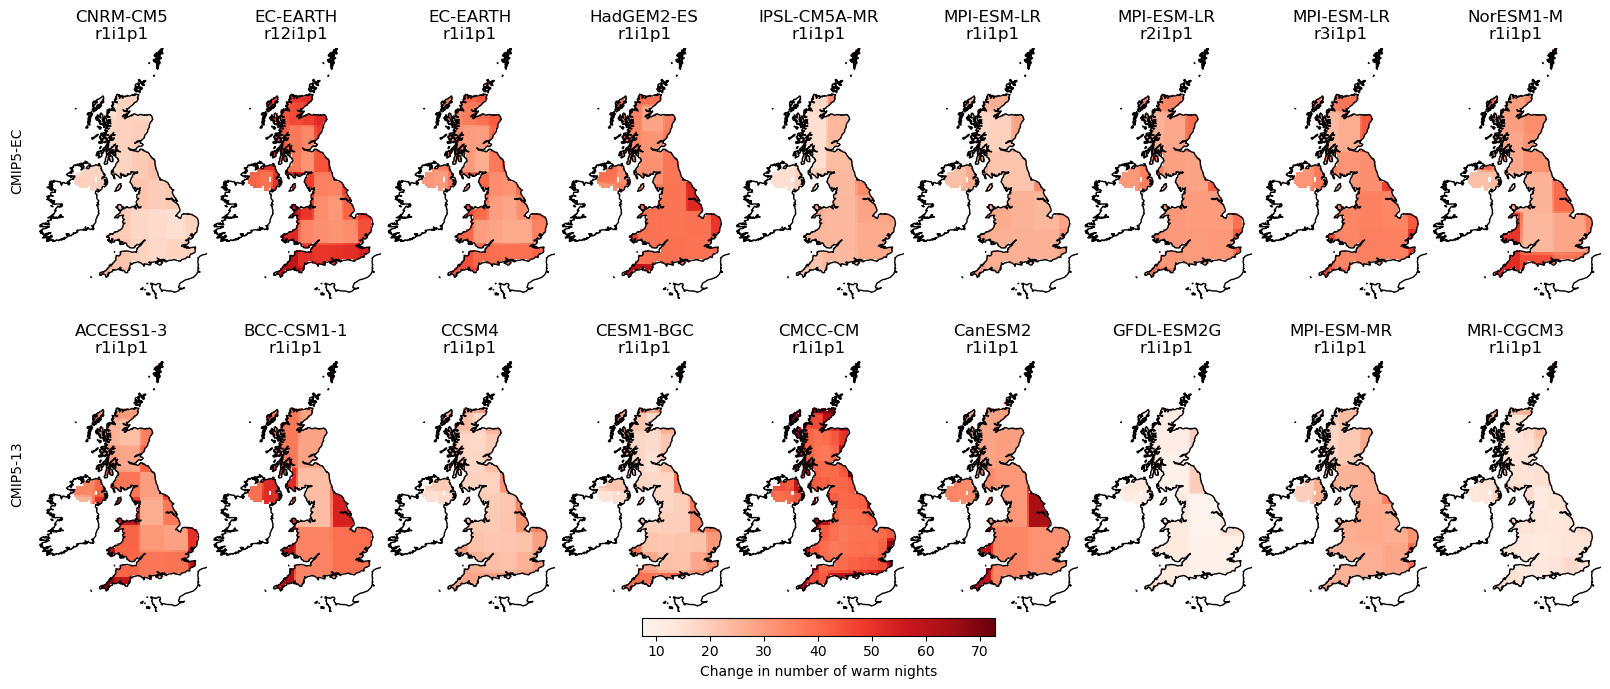 CNRM-CM5
r1i1p1
EC-EARTH
r12i1p1
EC-EARTH
r1i1p1
HadGEM2-ES
r1i1p1
IPSL-CM5A-MR
r1i1p1
MPI-ESM-LR
r1i1p1
MPI-ESM-LR
r2i1p1
MPI-ESM-LR
r3i1p1
NorESM1-M
r1i1p1
CMIP5-EC
ACCESS1-3
r1i1p1
BCC-CSM1-1
r1i1p1
CCSM4
r1i1p1
CESM1-BGC
r1i1p1
CMCC-CM
r1i1p1
CanESM2
r1i1p1
GFDL-ESM2G
r1i1p1
MPI-ESM-MR
r1i1p1
MRI-CGCM3
r1i1p1
CMIP5-13
10 20 30 40 50 60 70
Change in number of warm nights